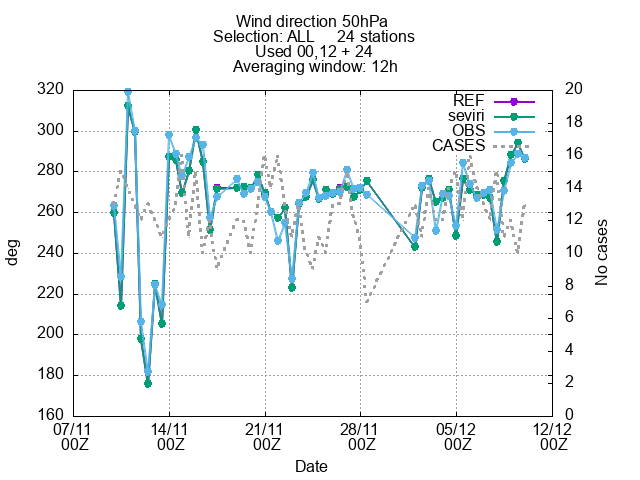 Wind direction 50hPa
Selection: ALL 24 stations
Used 00,12 + 24
Averaging window: 12h
REF
seviri
OBS
CASES
deg
320
300
280
260
240
220
200
180
160
No cases
20
18
16
14
12
10
8
6
4
2
0
07/11 00Z
14/11 00Z
21/11 00Z
28/11 00Z
05/12 00Z
12/12 00Z
Date